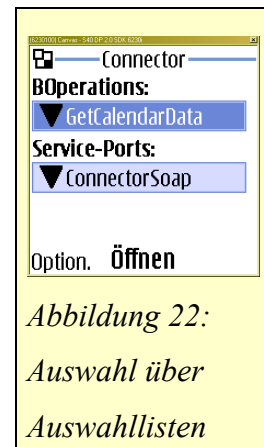 (6230100) Canvas - S40 DP 2.0 SDK 6230i
Connector
BOperations:
GetCalendarData
Service-Ports:
ConnectorSoap
Option. Öffnen
Abbildung 22:
Auswahl über
Auswahllisten